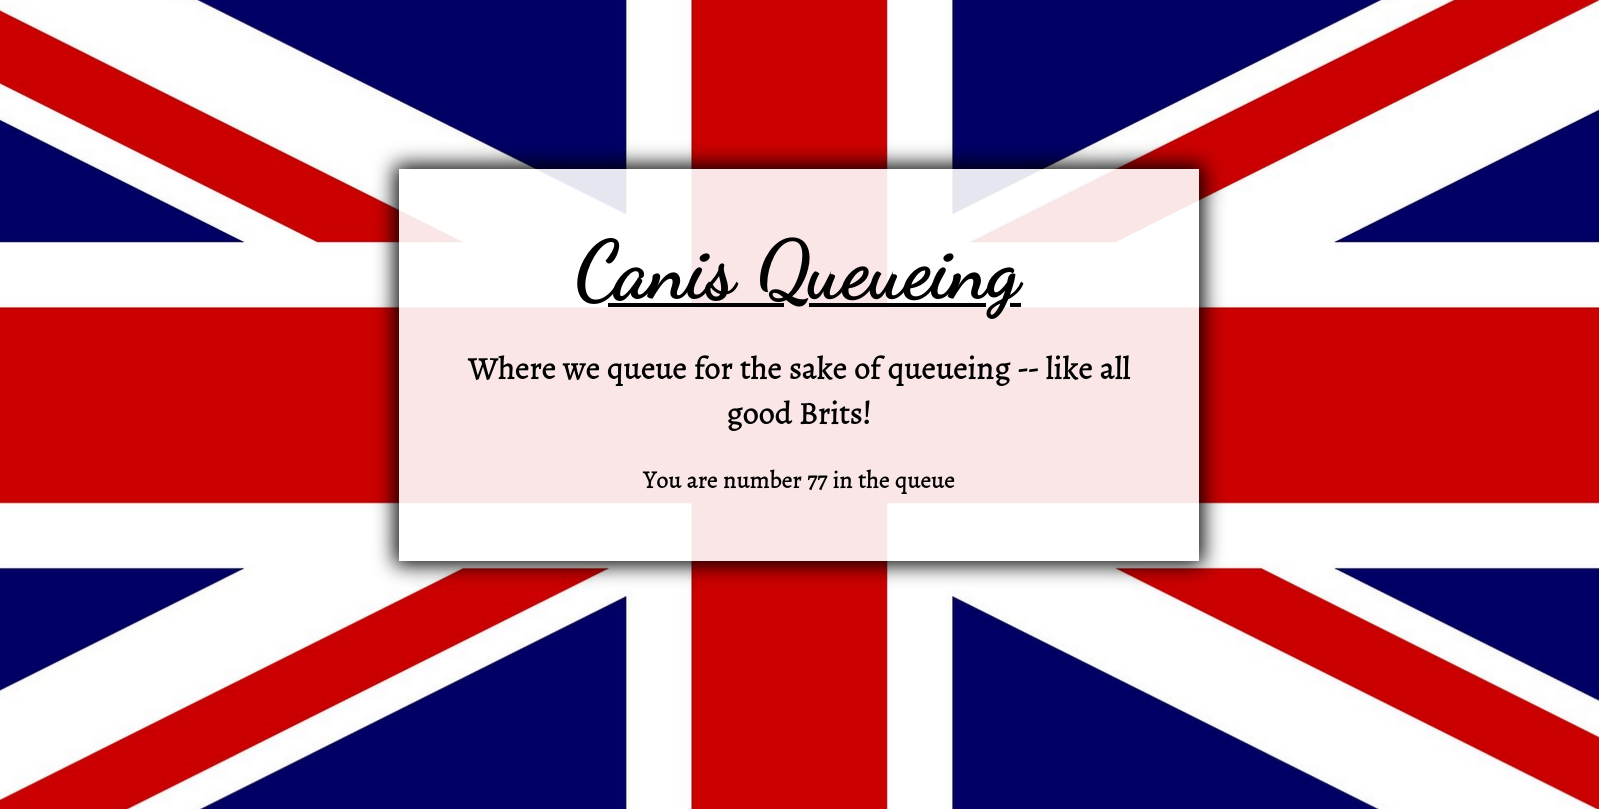 Canis Queueing
Where we queue for the sake of queueing -- like all
good Brits!
You are number 77 in the queue